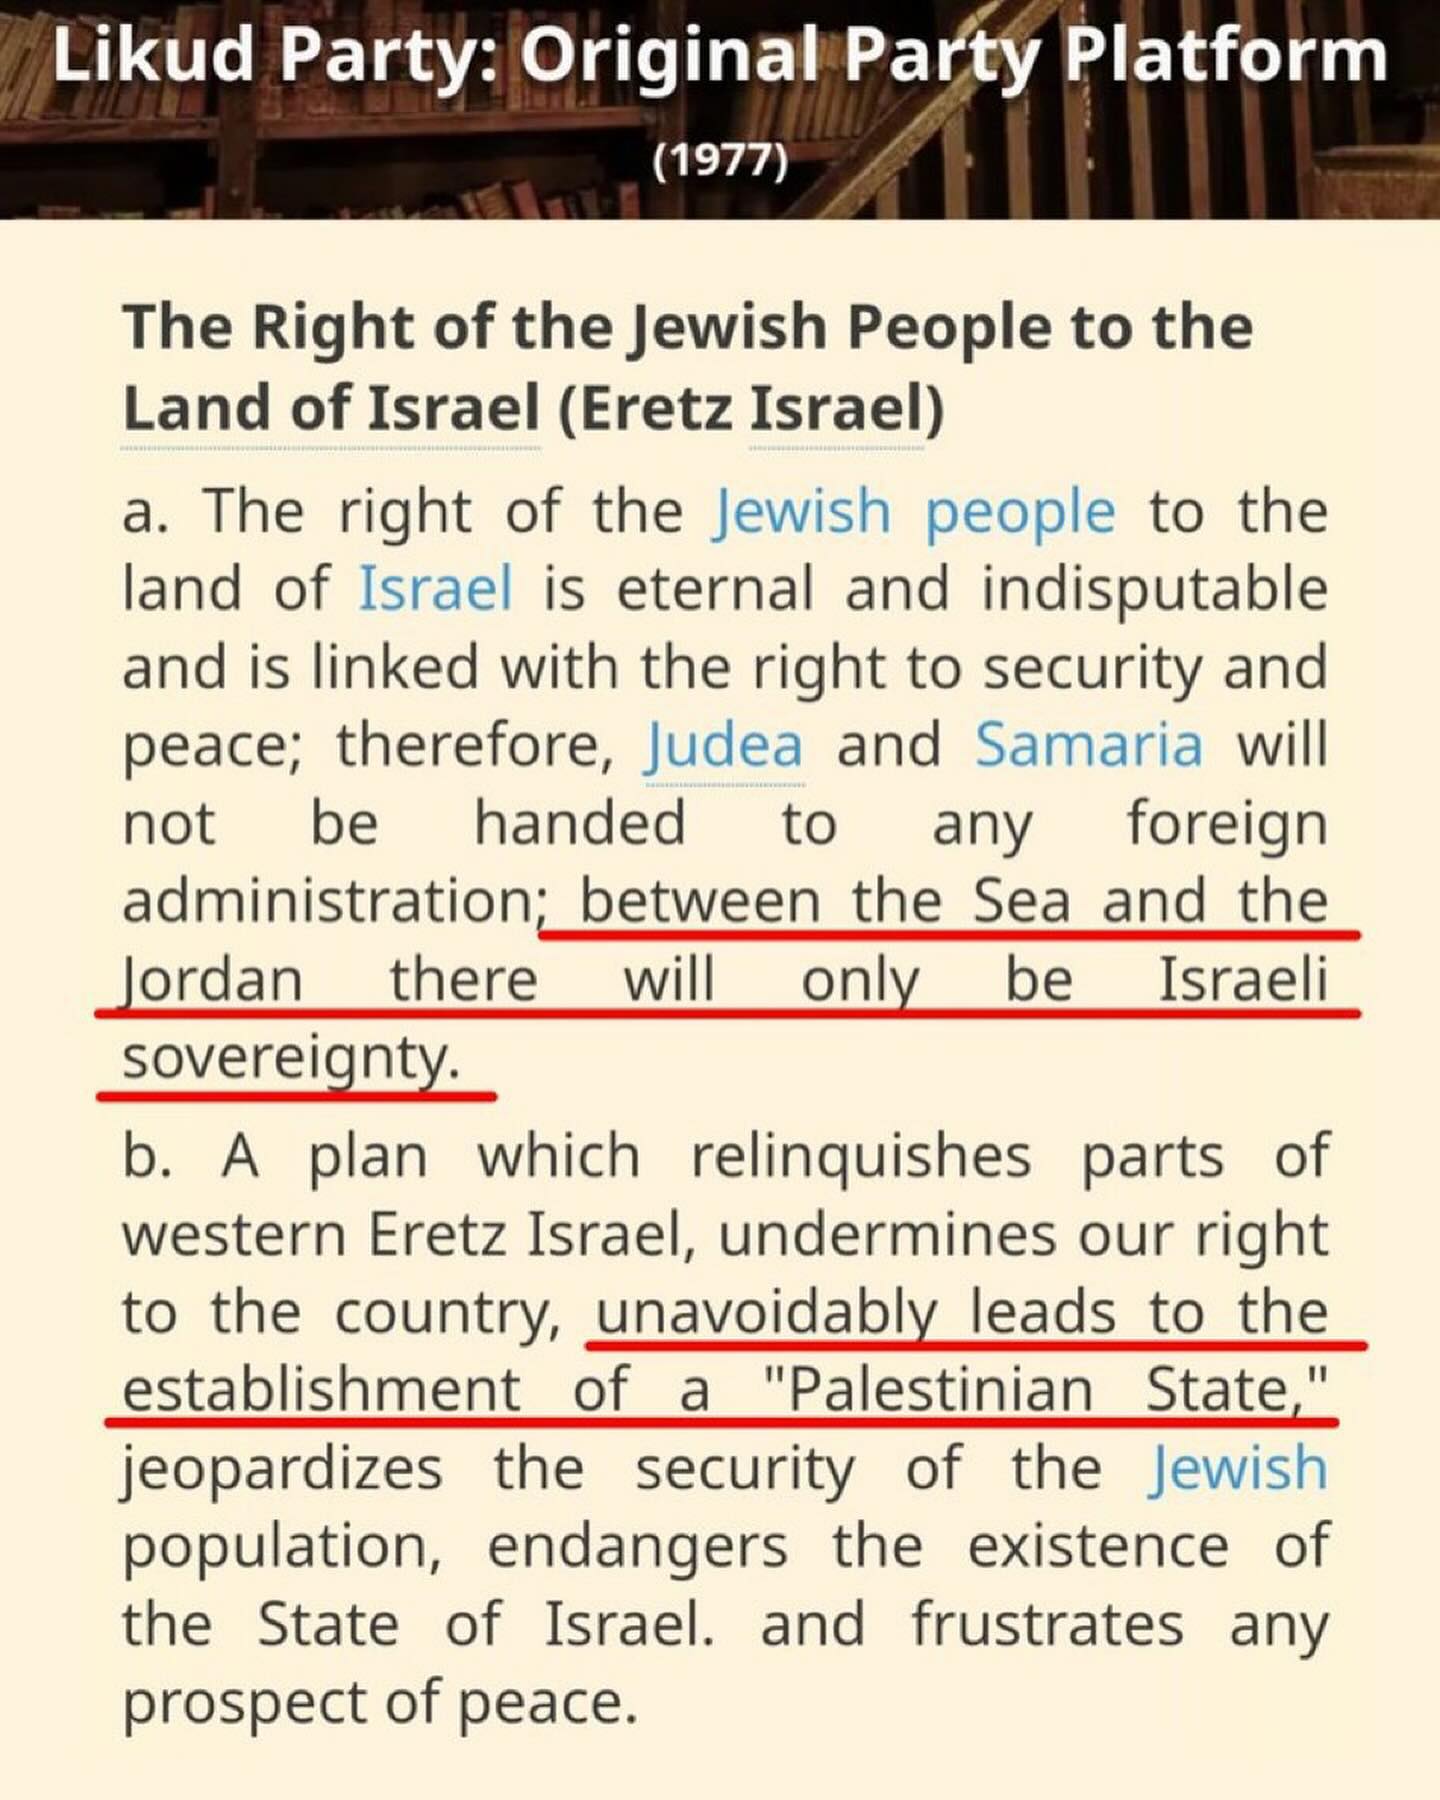 Likud Party: Original Party Platform
(1977)
The Right of the Jewish People to the
Land of Israel (Eretz Israel)
a. The right of the Jewish people to the
land of Israel is eternal and indisputable
and is linked with the right to security and
peace; therefore, Judea and Samaria will
not be handed to any foreign
administration; between the Sea and the
Jordan there will only be Israeli
sovereignty.
b. A plan which relinquishes parts of
western Eretz Israel, undermines our right
to the country, unavoidably leads to the
establishment of a "Palestinian State,"
jeopardizes the security of the Jewish
population, endangers the existence of
the State of Israel. and frustrates any
prospect of peace.